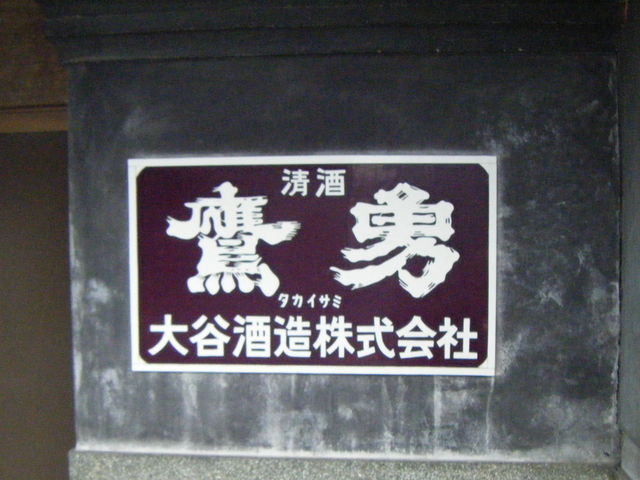 清酒
鷹勇
タカイサミ
大谷酒造株式会社